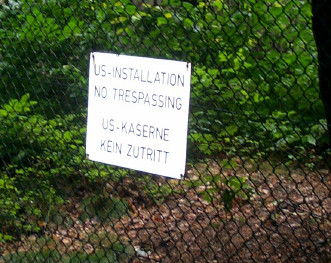 US-INSTALLATION
NO TRESPASSING
US-KASERNE
KEIN ZUTRITT